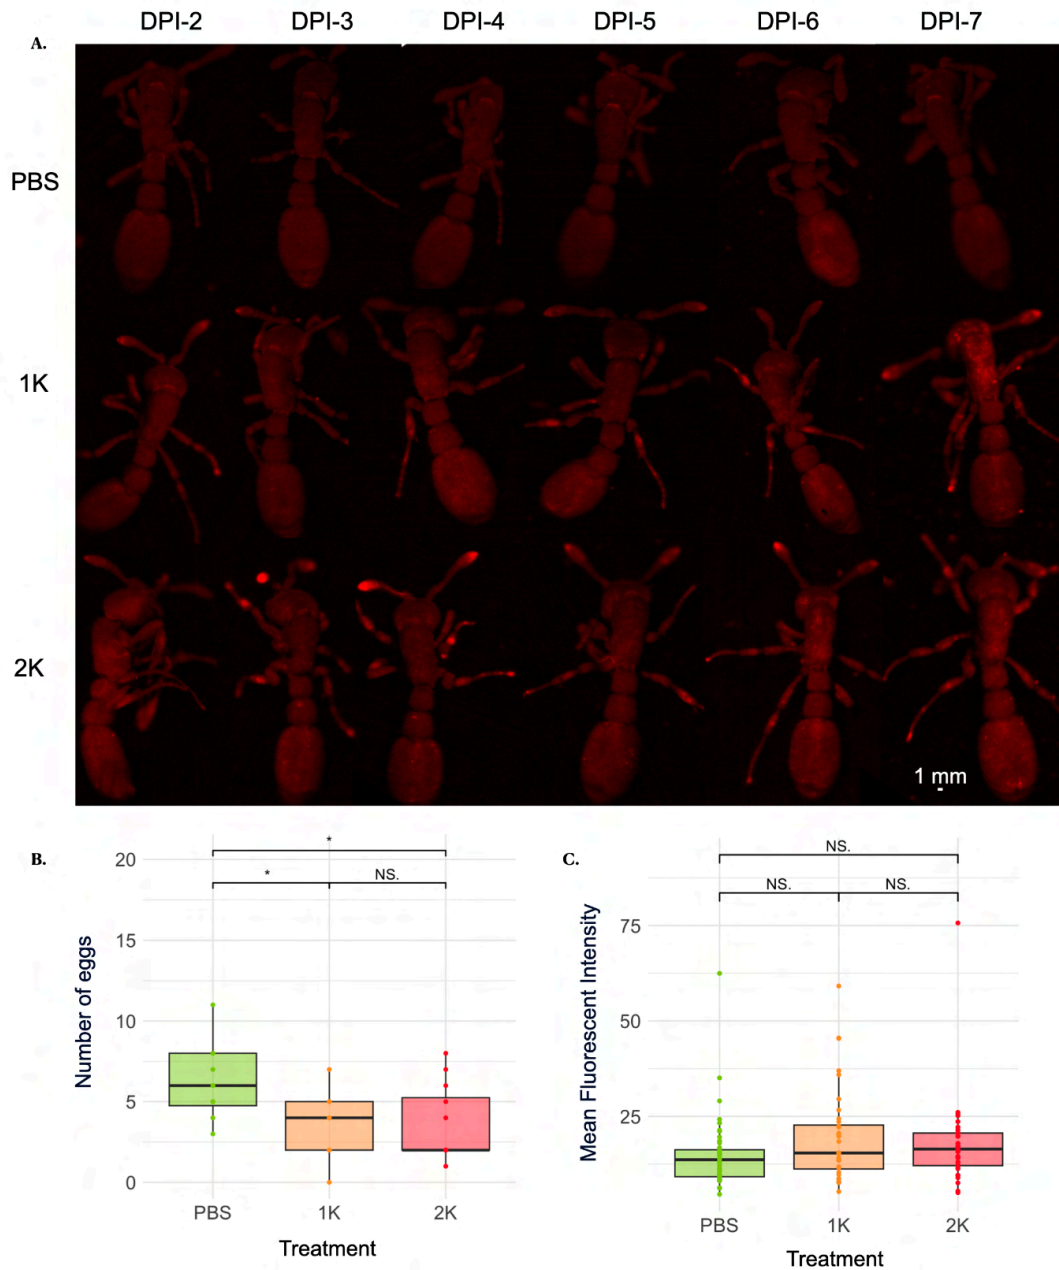 DPI-2 DPI-3 DPI-4 DPI-5 DPI-6 DPI-7
A.
PBS
1K
2K
1 mm
B.
Number of eggs
20
15
10
5
0
*
*
NS.
PBS 1K 2K
Treatment
C.
Mean Fluorescent Intensity
75
50
25
NS.
NS.
NS.
PBS 1K 2K
Treatment